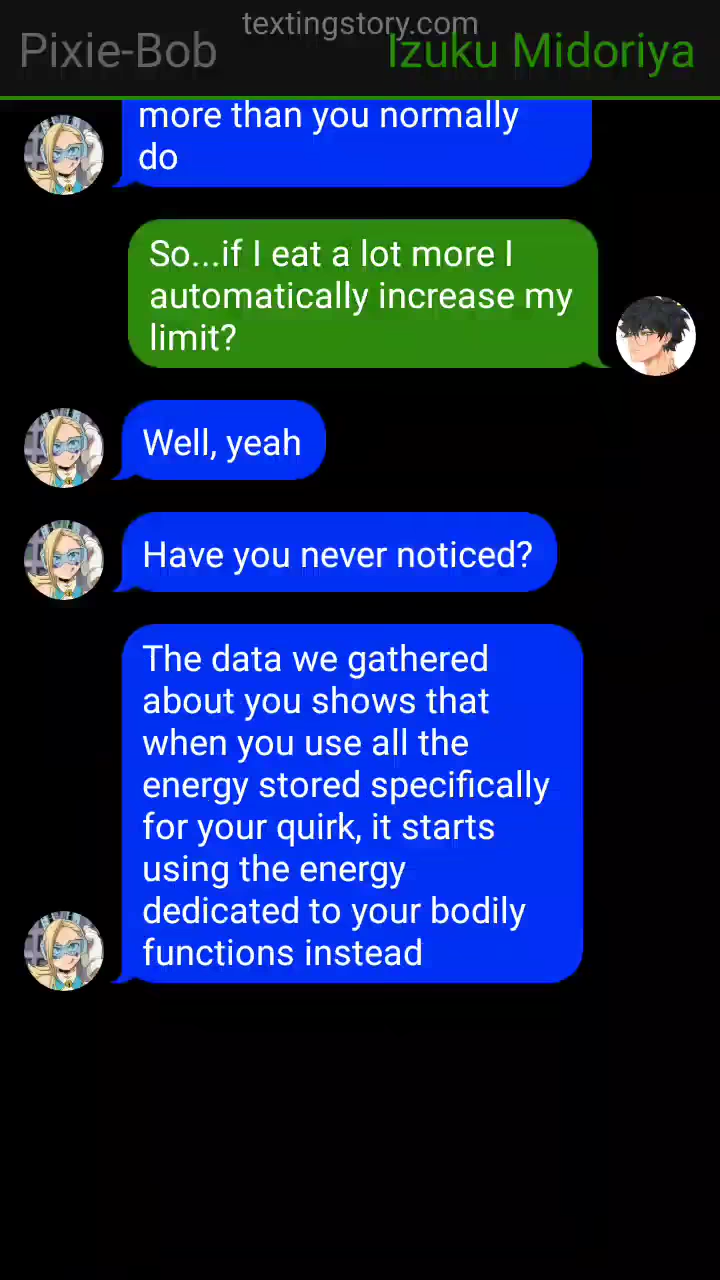 textingstory.com
Pixie-Bob
Izuku Midoriya
more than you normally
do
So...if I eat a lot more I
automatically increase my
limit?
Well, yeah
Have you never noticed?
The data we gathered
about you shows that
when you use all the
energy stored specifically
for your quirk, it starts
using the energy
dedicated to your bodily
functions instead